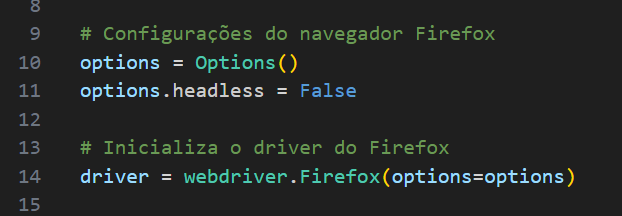 8
9 # Configurações do navegador Firefox
10 options = Options()
11 options.headless = False
12
13 # Inicializa o driver do Firefox
14 driver = webdriver.Firefox(options=options)
15